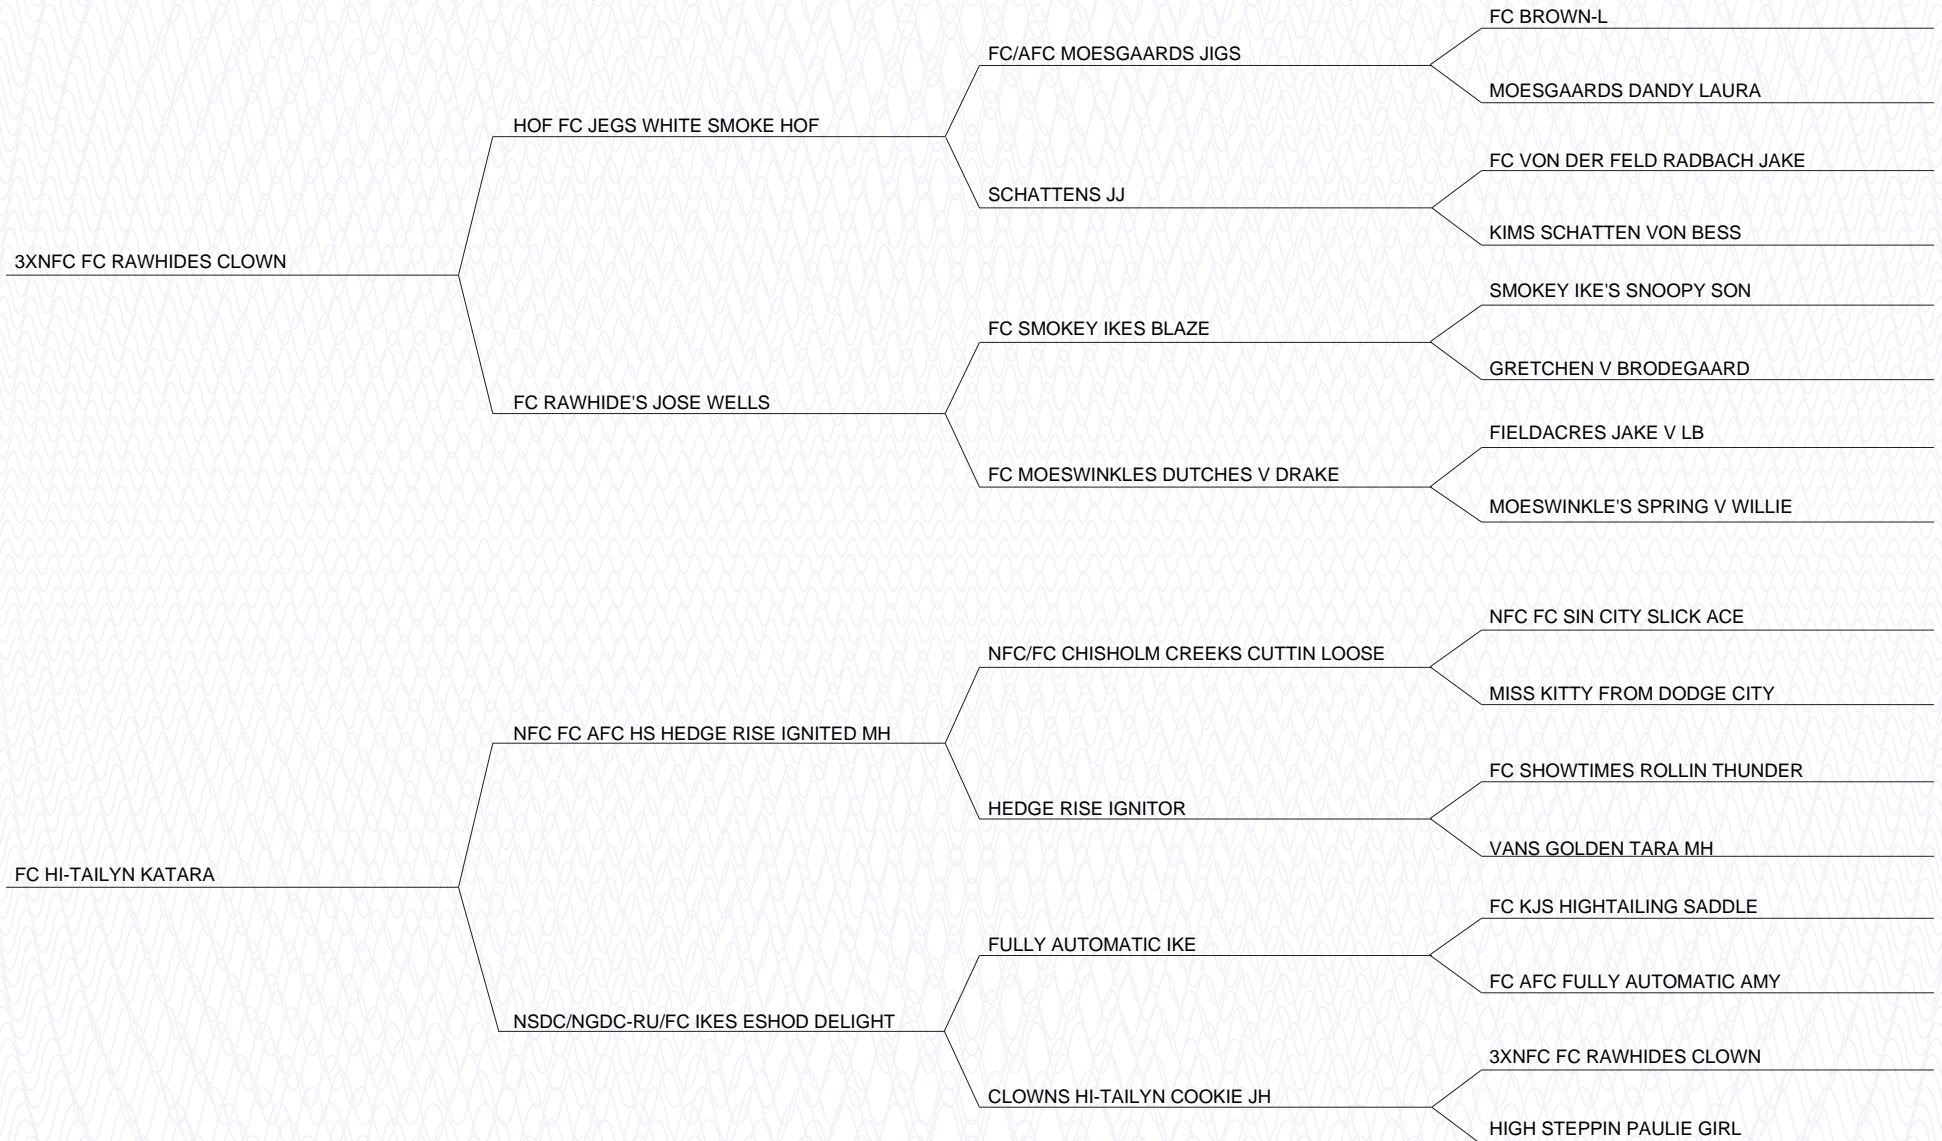 FC BROWN-L
FC/AFC MOESGAARDS JIGS
MOESGAARDS DANDY LAURA
HOF FC JEGS WHITE SMOKE HOF
FC VON DER FELD RADBACH JAKE
SCHATTENS JJ
KIMS SCHATTEN VON BESS
3XNFC FC RAWHIDES CLOWN
SMOKEY IKE'S SNOOPY SON
FC SMOKEY IKES BLAZE
GRETCHEN V BRODEGAARD
FC RAWHIDE'S JOSE WELLS
FIELDACRES JAKE V LB
FC MOESWINKLES DUTCHES V DRAKE
MOESWINKLE'S SPRING V WILLIE
NFC FC SIN CITY SLICK ACE
NFC/FC CHISHOLM CREEKS CUTTIN LOOSE
MISS KITTY FROM DODGE CITY
NFC FC AFC HS HEDGE RISE IGNITED MH
FC SHOWTIMES ROLLIN THUNDER
HEDGE RISE IGNITOR
VANS GOLDEN TARA MH
FC HI-TAILYN KATARA
FC KJS HIGHTAILING SADDLE
FULLY AUTOMATIC IKE
FC AFC FULLY AUTOMATIC AMY
NSDC/NGDC-RU/FC IKES ESHOD DELIGHT
3XNFC FC RAWHIDES CLOWN
CLOWNS HI-TAILYN COOKIE JH
HIGH STEPPIN PAULIE GIRL